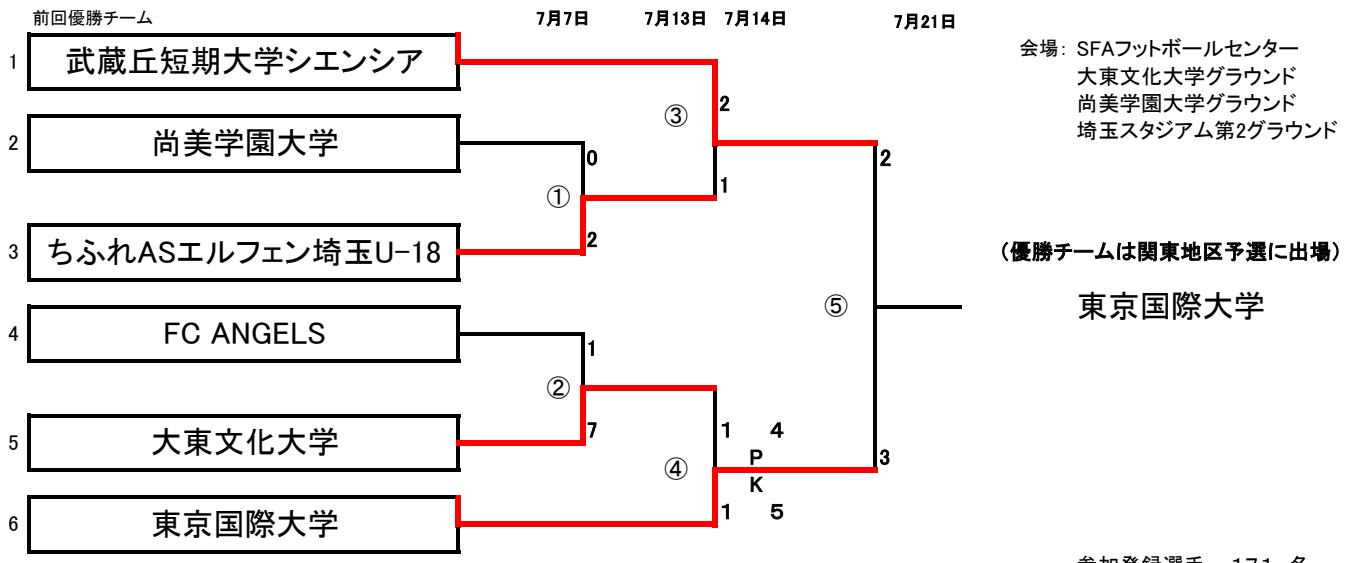 前回優勝チーム
7月7日
7月13日
7月14日
7月21日
1
武蔵丘短期大学シエンシア
会場: SFAフットボールセンター
大東文化大学グラウンド
尚美学園大学グラウンド
埼玉スタジアム第2グラウンド
③
2
2
尚美学園大学
0
2
①
1
3
ちふれASエルフェン埼玉U-18
2
(優勝チームは関東地区予選に出場)
⑤
東京国際大学
4
FC ANGELS
1
②
5
大東文化大学
7
1 4
P
K
④
3
1 5
6
東京国際大学